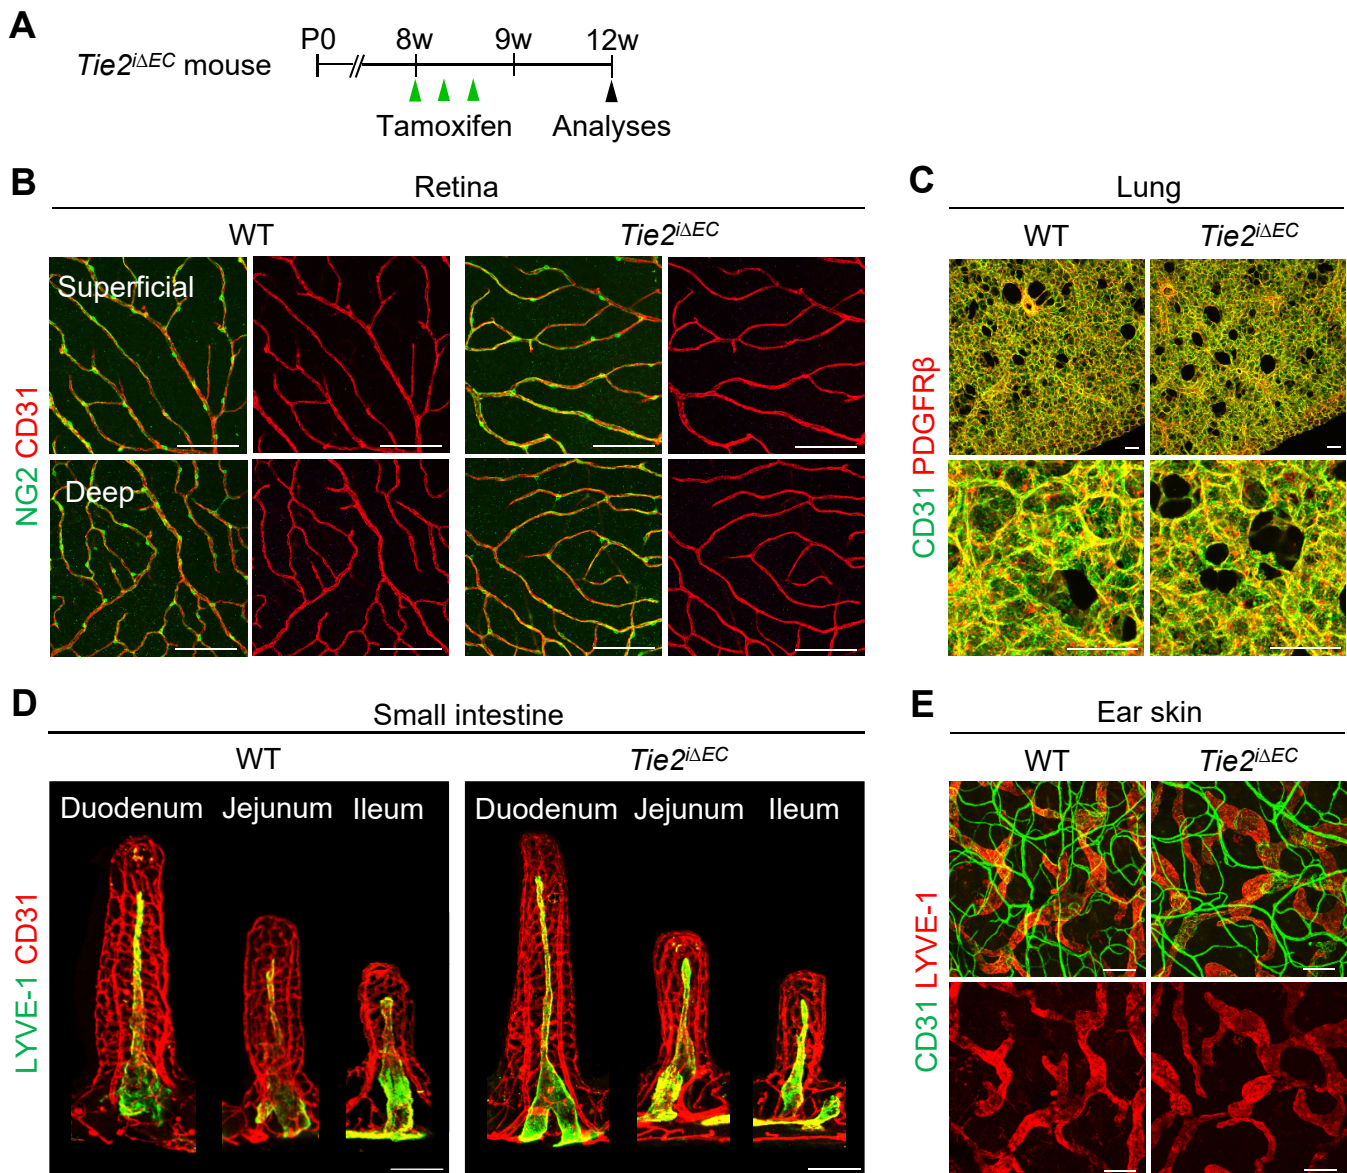 A
P0 8w 9w 12w
Tie2iΔEC mouse
Tamoxifen Analyses
B
Retina
WT Tie2iΔEC
Superficial
Deep
NG2 CD31
C
Lung
WT Tie2iΔEC
CD31 PDGFRβ
D
Small intestine
WT Tie2iΔEC
Duodenum Jejunum Ileum Duodenum Jejunum Ileum
LYVE-1 CD31
E
Ear skin
WT Tie2iΔEC
CD31 LYVE-1